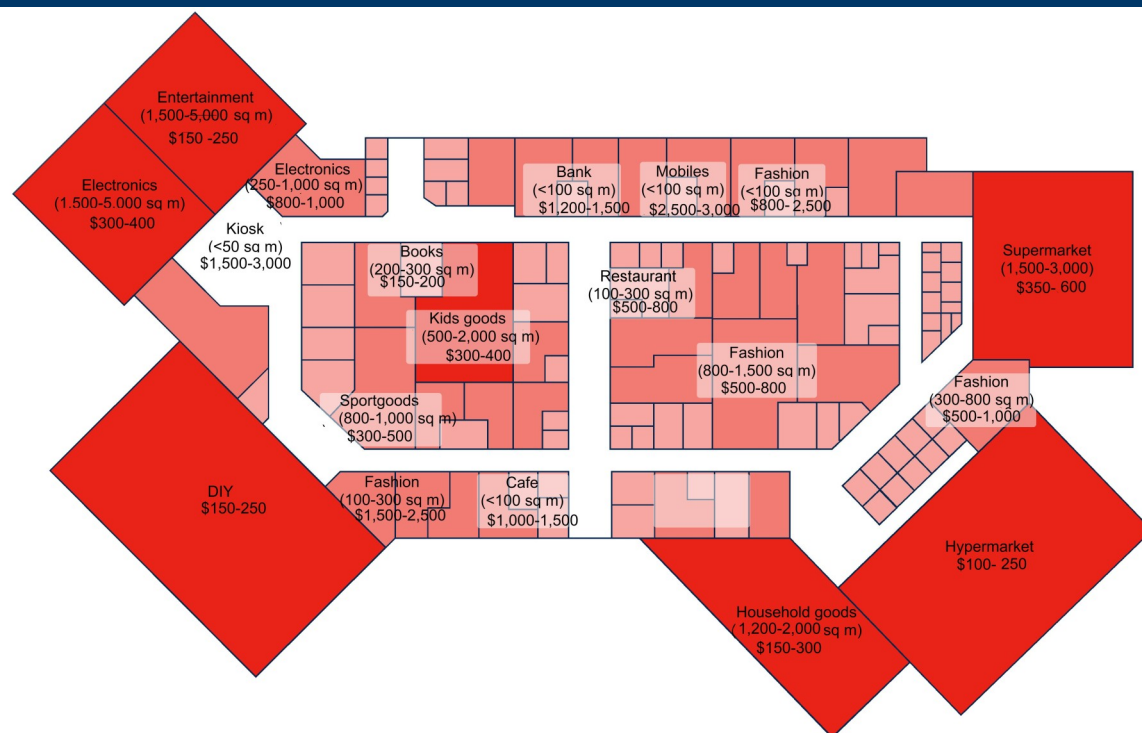 Entertainment
(1,500-5,000 sq m)
$150 -250
Electronics
(1.500-5.000 sq m)
$300-400
Electronics
(250-1,000 sq m)
$800-1,000
Kiosk
(<50 sq m)
$1,500-3,000
Bank
(<100 sq m)
$1,200-1,500
Mobiles
(<100 sq m)
$2,500-3,000
Fashion
(<100 sq m)
$800-2,500
Books
(200-300 sq m)
$150-200
Kids goods
(500-2,000 sq m)
$300-400
Restaurant
(100-300 sq m)
$500-800
Supermarket
(1,500-3,000)
$350- 600
Fashion
(800-1,500 sq m)
$500-800
Fashion
(300-800 sq m)
$500-1,000
Sportgoods
(800-1,000 sq m)
$300-500
DIY
$150-250
Fashion
(100-300 sq m)
$1,500-2,500
Cafe
(<100 sq m)
$1,000-1,500
Hypermarket
$100- 250
Household goods
(1,200-2,000 sq m)
$150-300